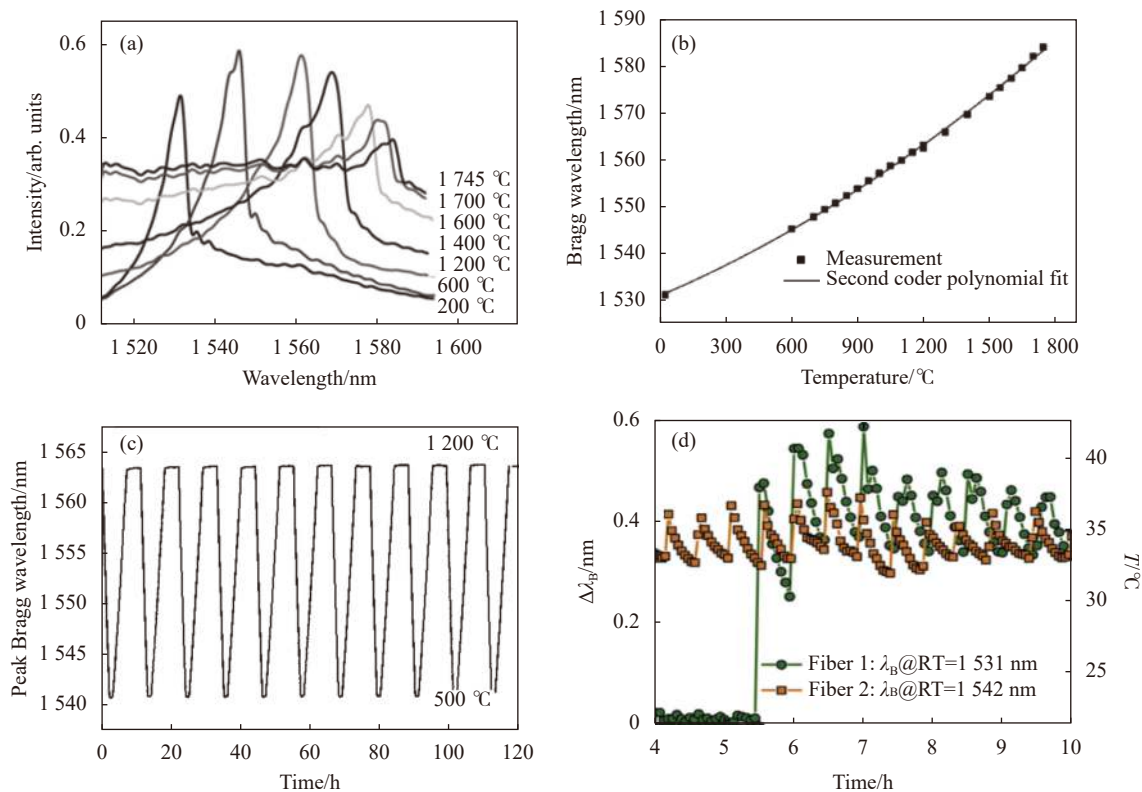 (a)
0.6
0.4
0.2
0
Intensity/arb. units
1 745 ℃
1 700 ℃
1 600 ℃
1 400 ℃
1 200 ℃
600 ℃
200 ℃
1 520
1 540
1 560
1 580
1 600
Wavelength/nm
(b)
1 590
1 580
1 570
1 560
1 550
1 540
1 530
Bragg wavelength/nm
Measurement
Second coder polynomial fit
0
300
600
900
1 200
1 500
1 800
Temperature/℃
(c)
1 200 ℃
1 565
1 560
1 555
1 550
1 545
1 540
Peak Bragg wavelength/nm
500 ℃
0
20
40
60
80
100
120
Time/h
(d)
0.6
0.4
0.2
0
ΔλB/nm
40
35
30
25
T/℃
Fiber 1: λB@RT=1 531 nm
Fiber 2: λB@RT=1 542 nm
4
5
6
7
8
9
10
Time/h